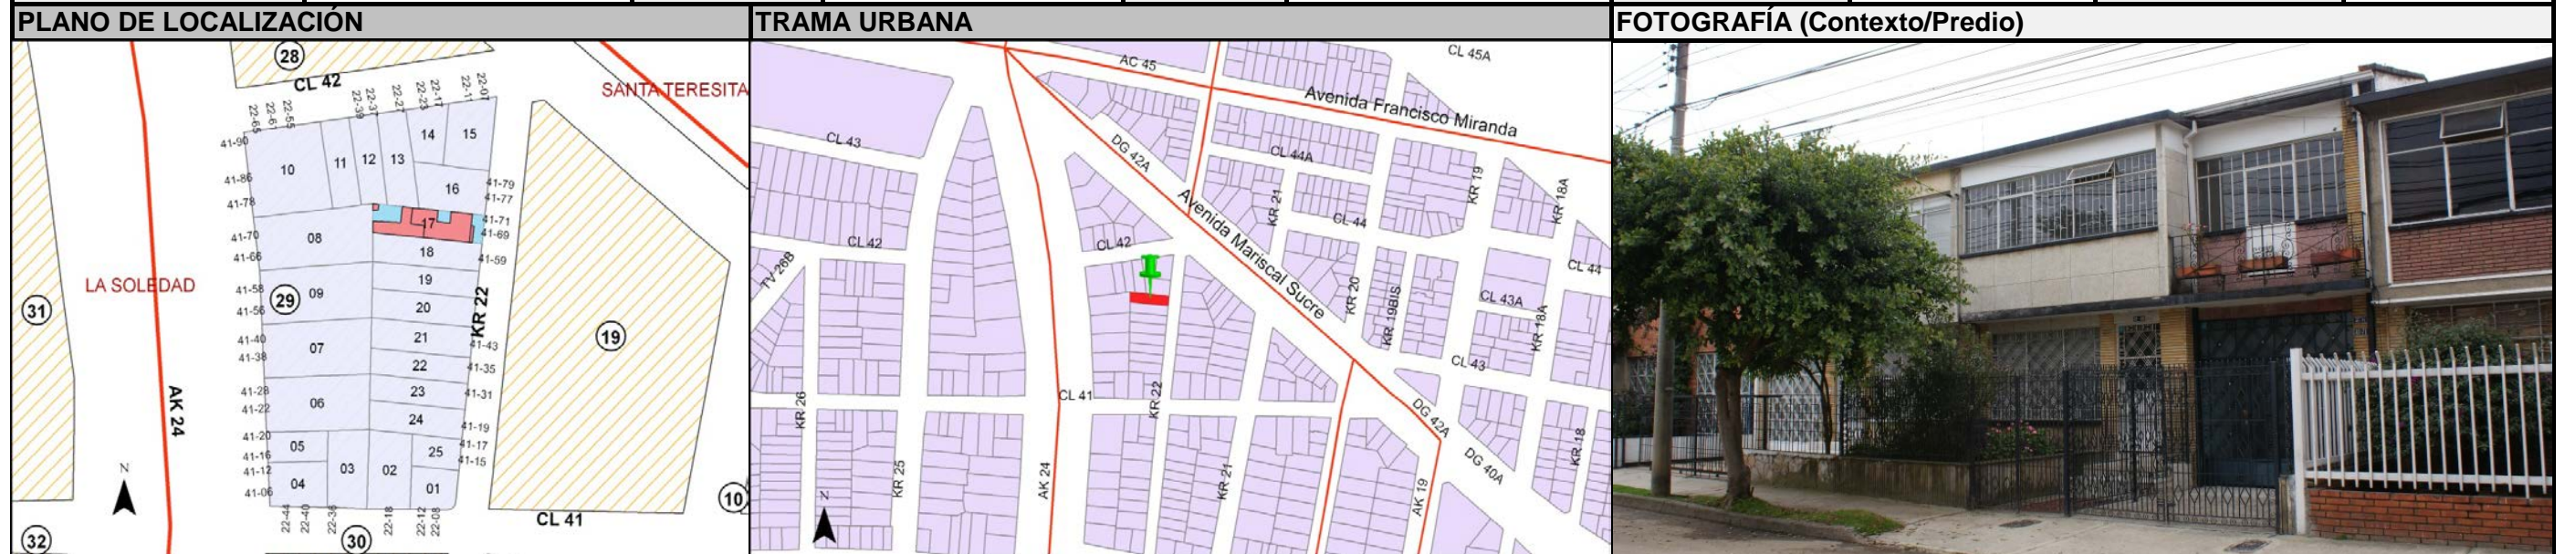 PLANO DE LOCALIZACIÓN
TRAMA URBANA
FOTOGRAFÍA (Contexto/Predio)
28
CL 42
SANTA TERESITA
22-65
22-55
22-39
22-37
22-27
22-23
22-17
22-11
22-07
14
15
41-90
10
11
12
13
41-86
16
41-79
41-77
41-78
17
41-71
41-69
41-70
08
18
41-66
41-59
LA SOLEDAD
19
41-58
29
09
31
20
KR 22
41-56
19
21
41-43
41-40
07
41-38
22
41-35
41-28
23
41-31
AK 24
06
41-22
24
41-19
41-20
05
25
41-17
41-16
41-15
03
02
41-12
04
01
41-06
N
10
22-44
22-40
22-36
22-18
22-12
22-08
CL 41
32
30
CL 45A
AC 45
Avenida Francisco Miranda
CL 43
DG 42A
CL 44A
KR 19
KR 18A
KR 21
Avenida Mariscal Sucre
CL 44
CL 42
CL 42
TV 26B
CL 44
KR 20
KR 19BIS
CL 43A
KR 18A
CL 43
KR 26
CL 41
KR 22
DG 42A
KR 18
DG 40A
KR 25
AK 24
KR 21
AK 19
N